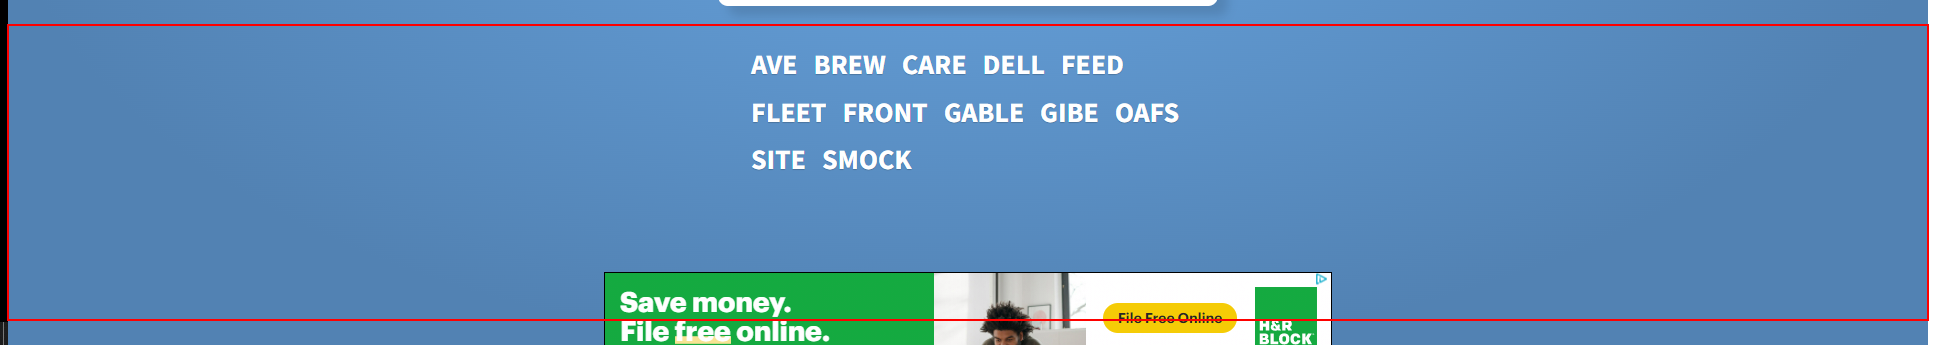 AVE BREW CARE DELL FEED
FLEET FRONT GABLE GIBE OAFS
SITE SMOCK
Save money.
File free online.
File Free Online
H&R
BLOCK